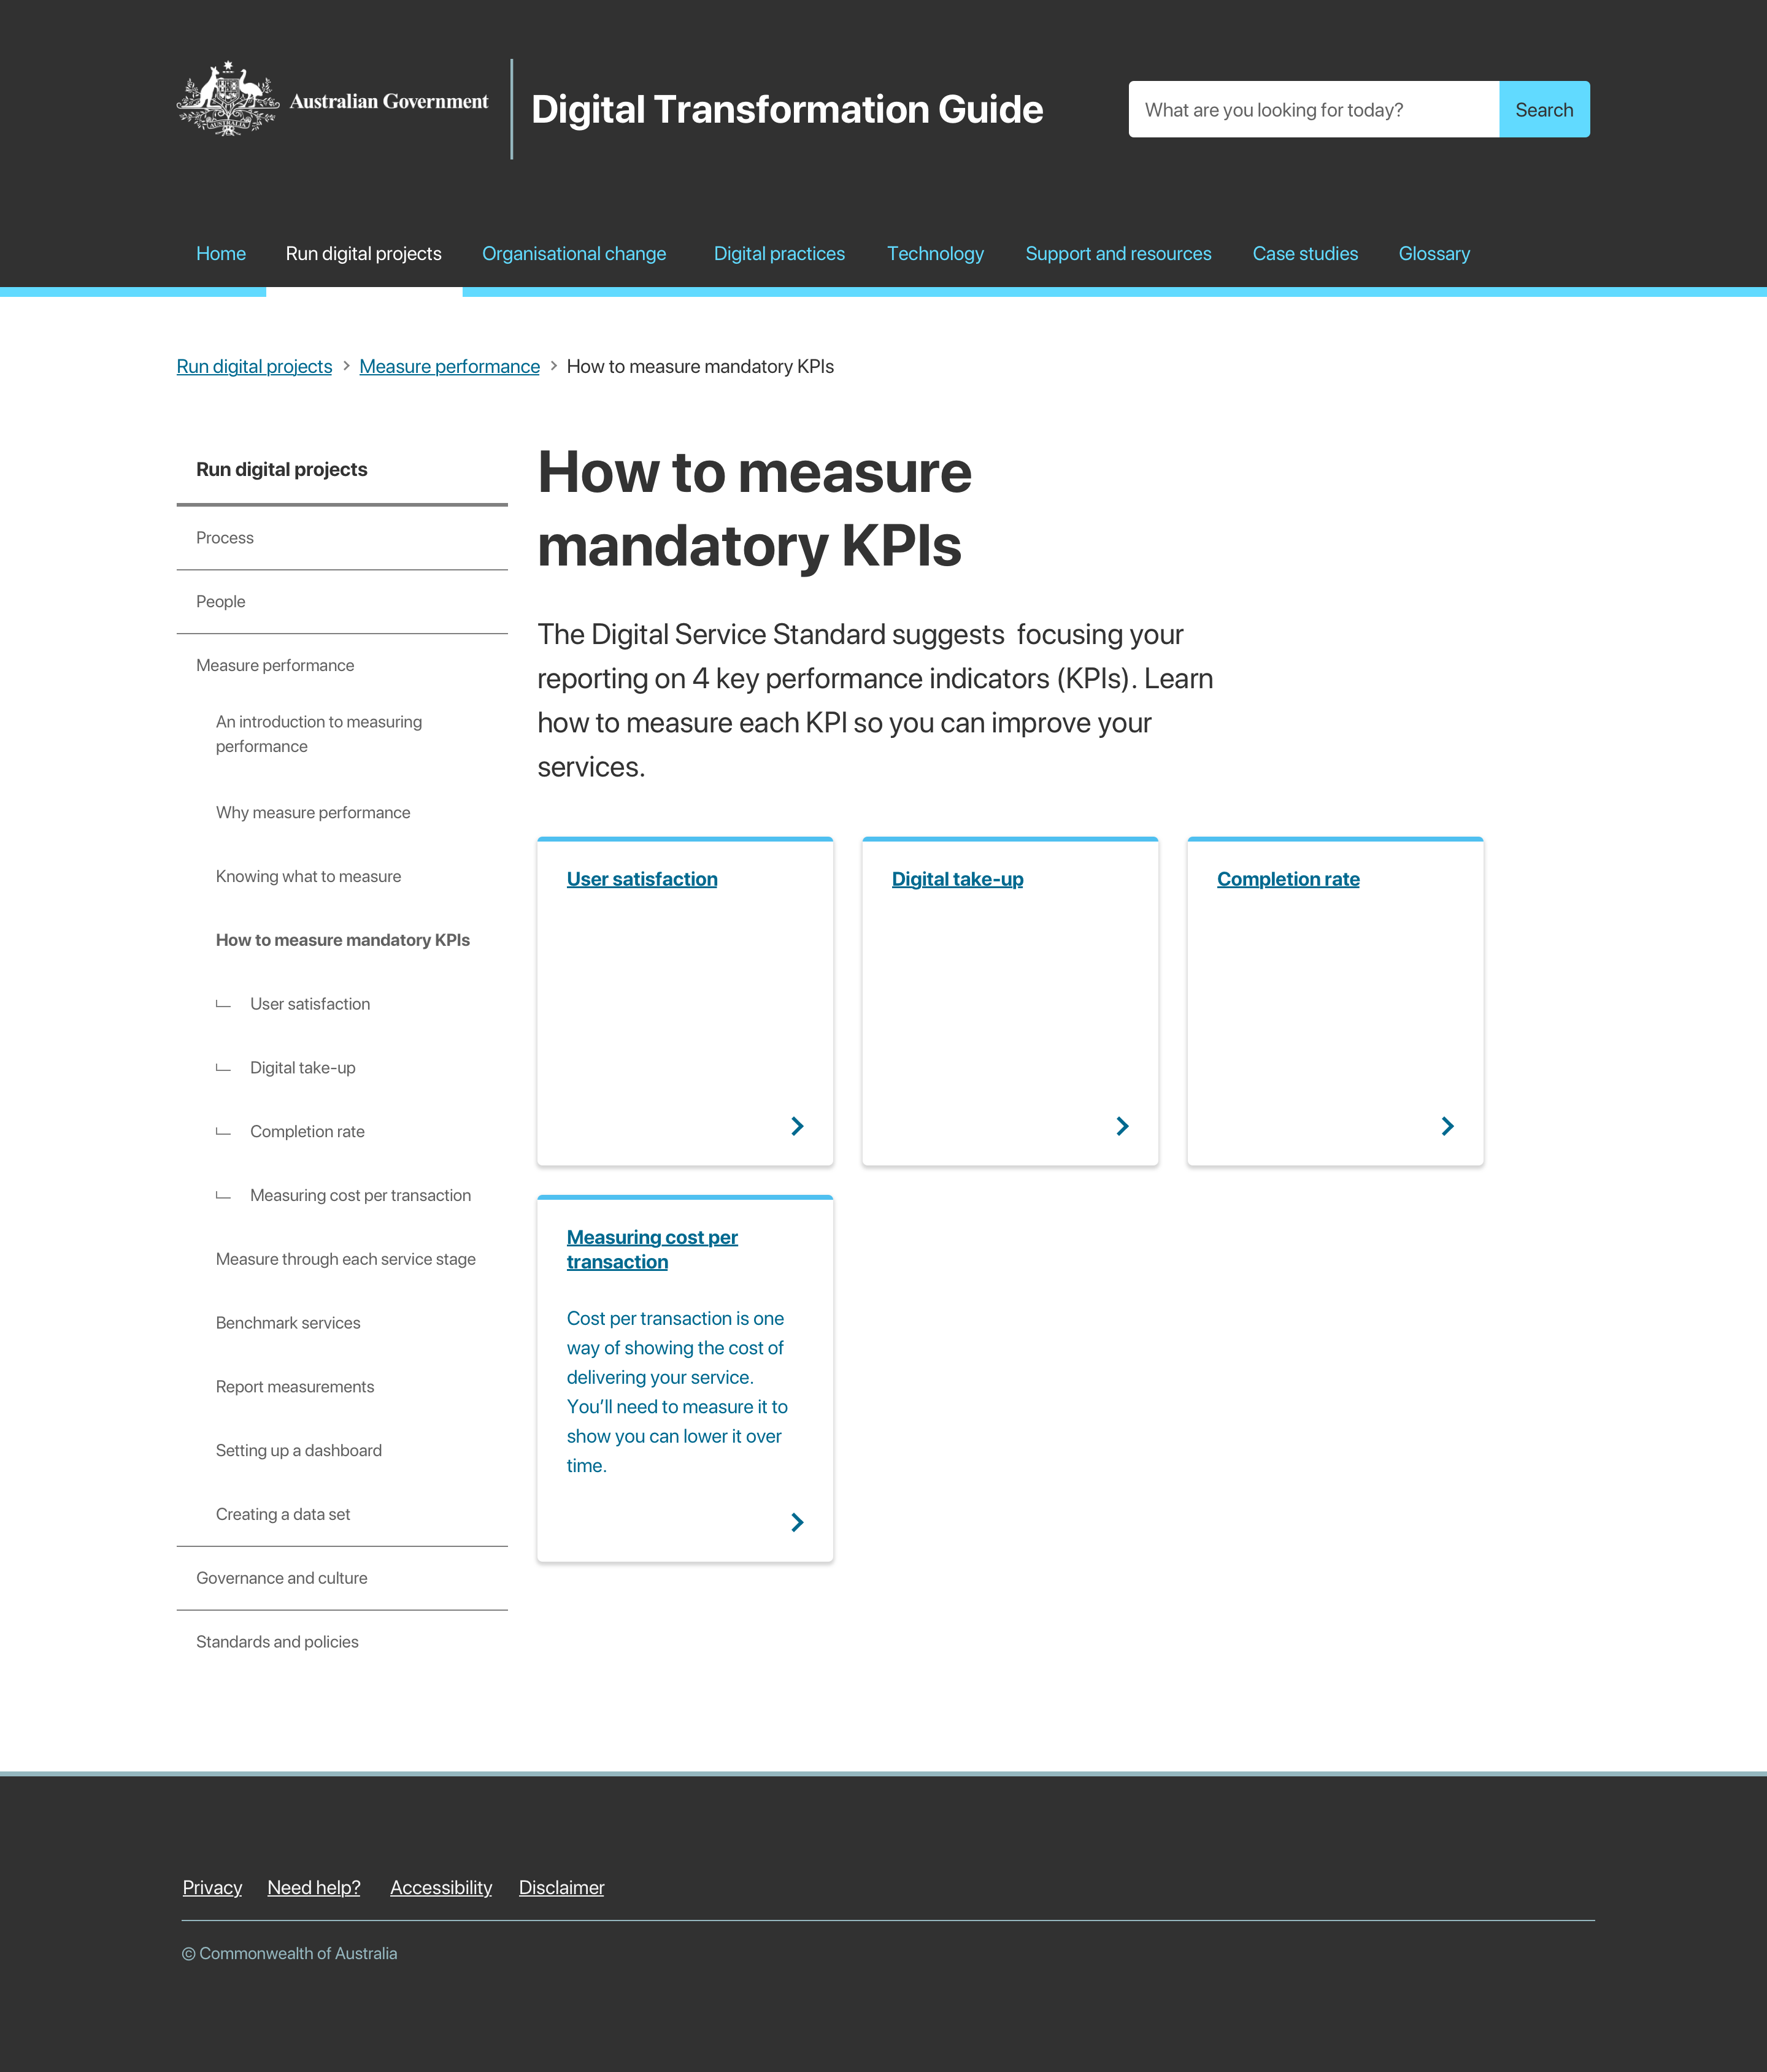 Australian Government
Digital Transformation Guide
What are you looking for today?
Search
Home
Run digital projects
Organisational change
Digital practices
Technology
Support and resources
Case studies
Glossary
Run digital projects > Measure performance > How to measure mandatory KPIs
Run digital projects
Process
People
Measure performance
An introduction to measuring
performance
Why measure performance
Knowing what to measure
How to measure mandatory KPIs
User satisfaction
Digital take-up
Completion rate
Measuring cost per transaction
Measure through each service stage
Benchmark services
Report measurements
Setting up a dashboard
Creating a data set
Governance and culture
Standards and policies
How to measure
mandatory KPIs
The Digital Service Standard suggests  focusing your
reporting on 4 key performance indicators (KPIs). Learn
how to measure each KPI so you can improve your
services.
User satisfaction
Digital take-up
Completion rate
Measuring cost per
transaction
Cost per transaction is one
way of showing the cost of
delivering your service.
You’ll need to measure it to
show you can lower it over
time.
Privacy
Need help?
Accessibility
Disclaimer
© Commonwealth of Australia